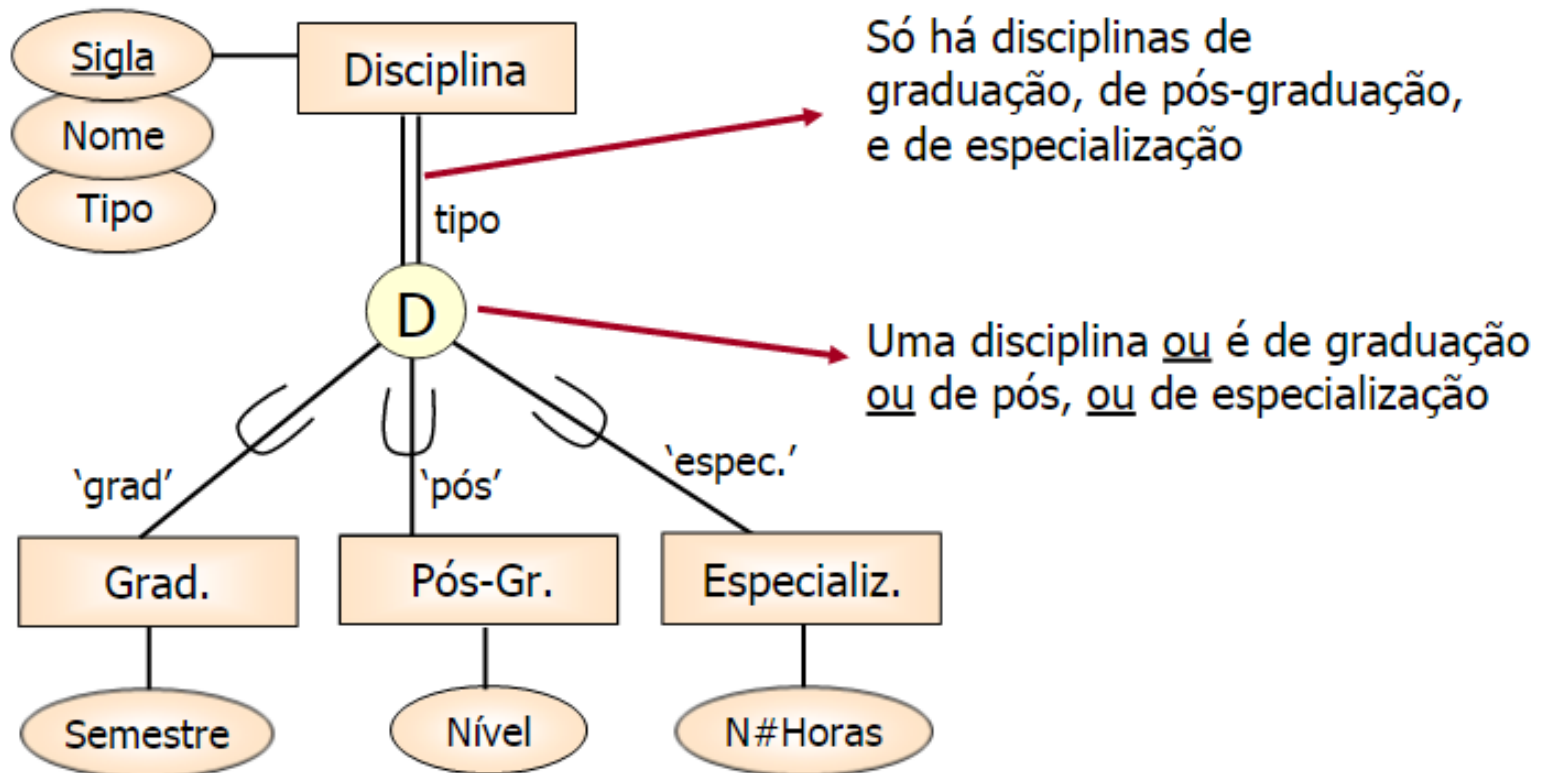 Sigla
Disciplina
Nome
Tipo
Só há disciplinas de
graduação, de pós-graduação,
e de especialização
tipo
D
Uma disciplina ou é de graduação
ou de pós, ou de especialização
‘grad’
‘pós’
‘espec.’
Grad.
Pós-Gr.
Especializ.
Semestre
Nível
N#Horas